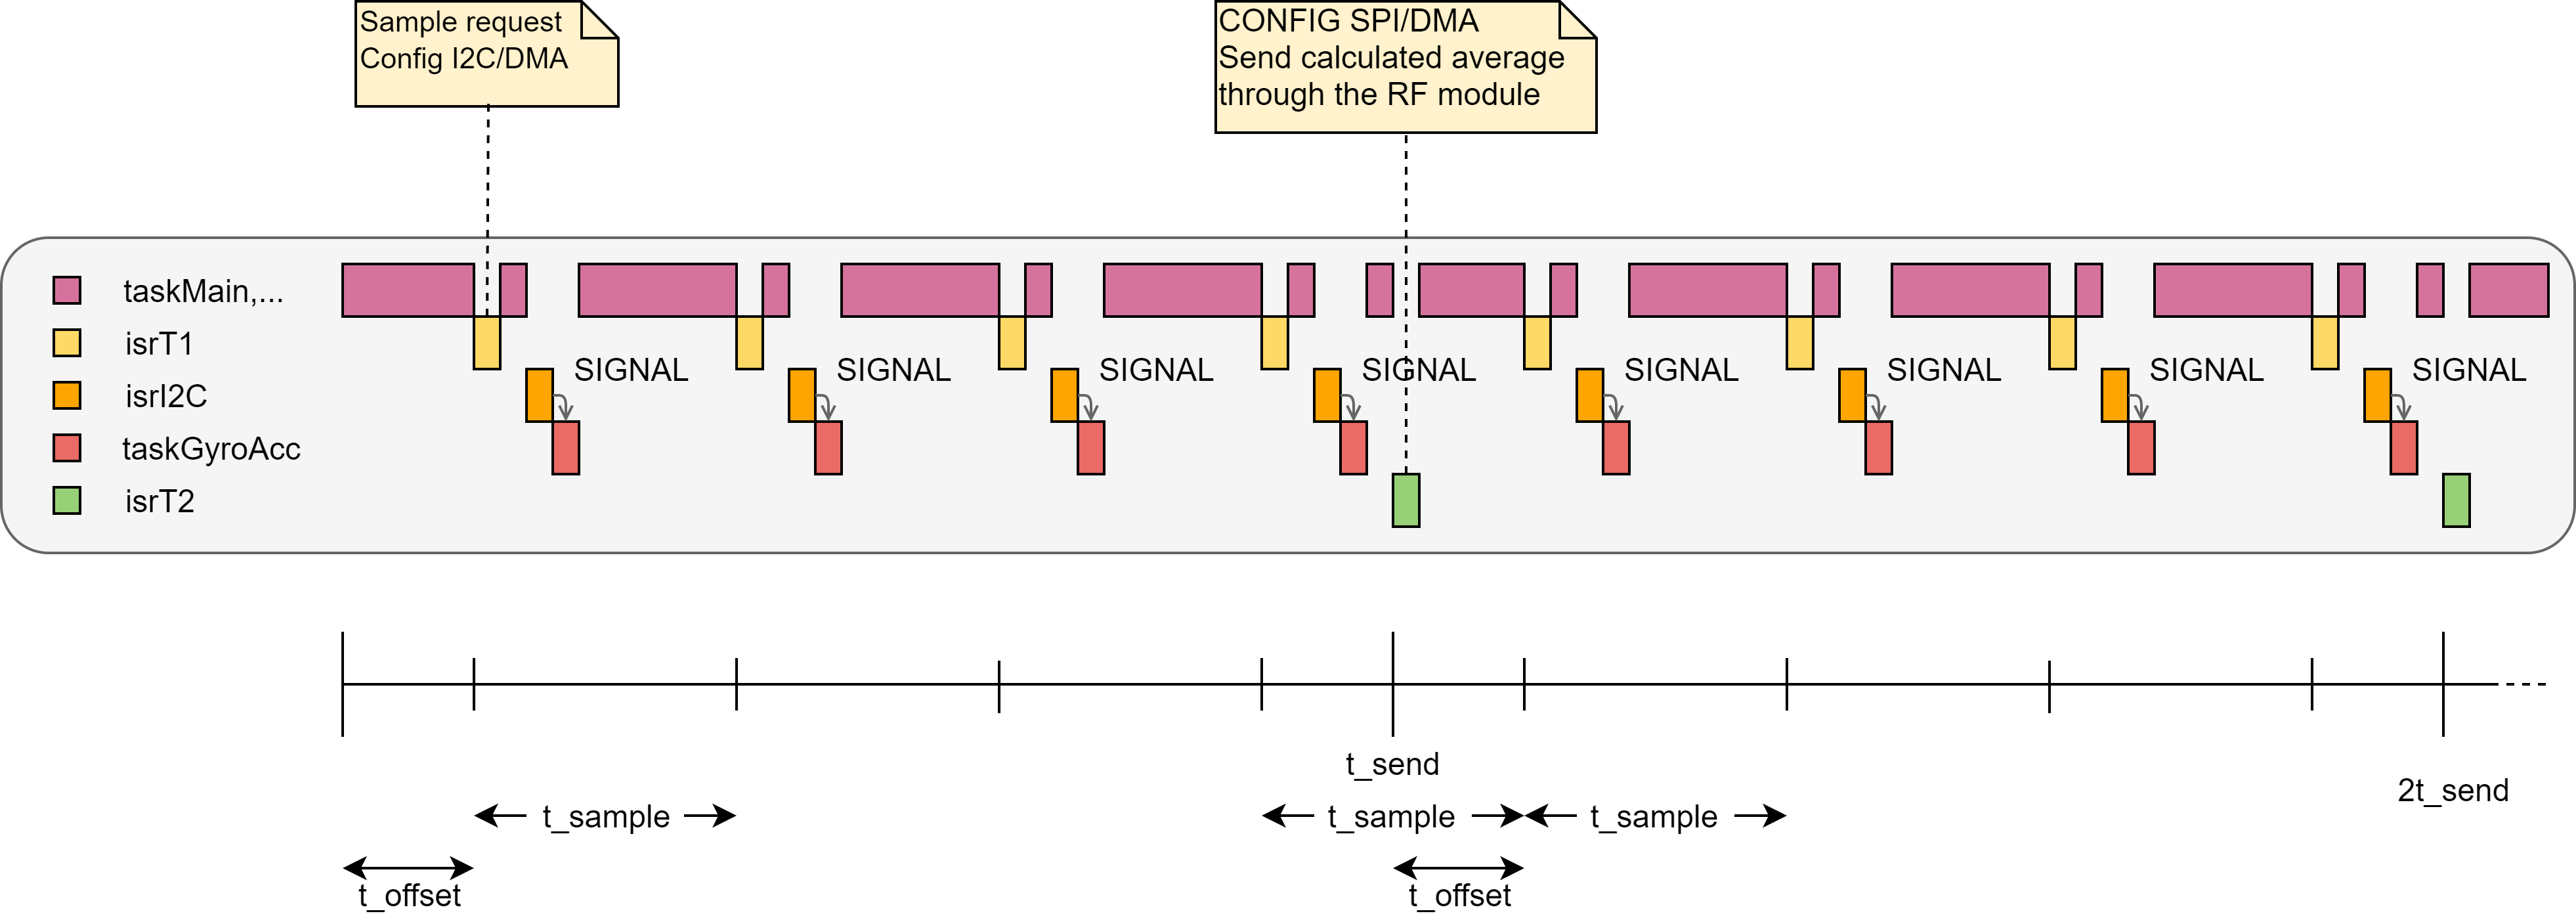 Sample request
Config I2C/DMA
CONFIG SPI/DMA
Send calculated average
through the RF module
taskMain,...
isrT1
SIGNAL SIGNAL SIGNAL SIGNAL SIGNAL SIGNAL SIGNAL SIGNAL
isrI2C
taskGyroAcc
isrT2
t_send
2t_send
t_sample t_sample t_sample
t_offset t_offset